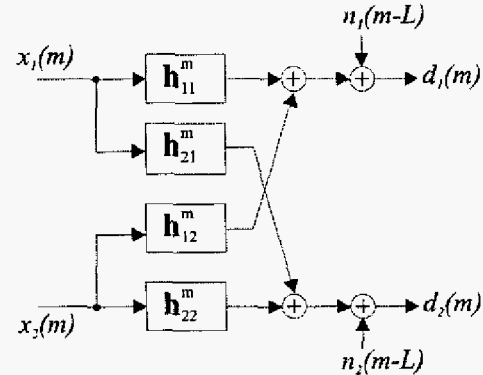 n₁(m-L)
x₁(m)
h₁₁ᵐ
+
+
d₁(m)
h₂₁ᵐ
h₁₂ᵐ
h₂₂ᵐ
+
+
d₂(m)
x₂(m)
n₂(m-L)